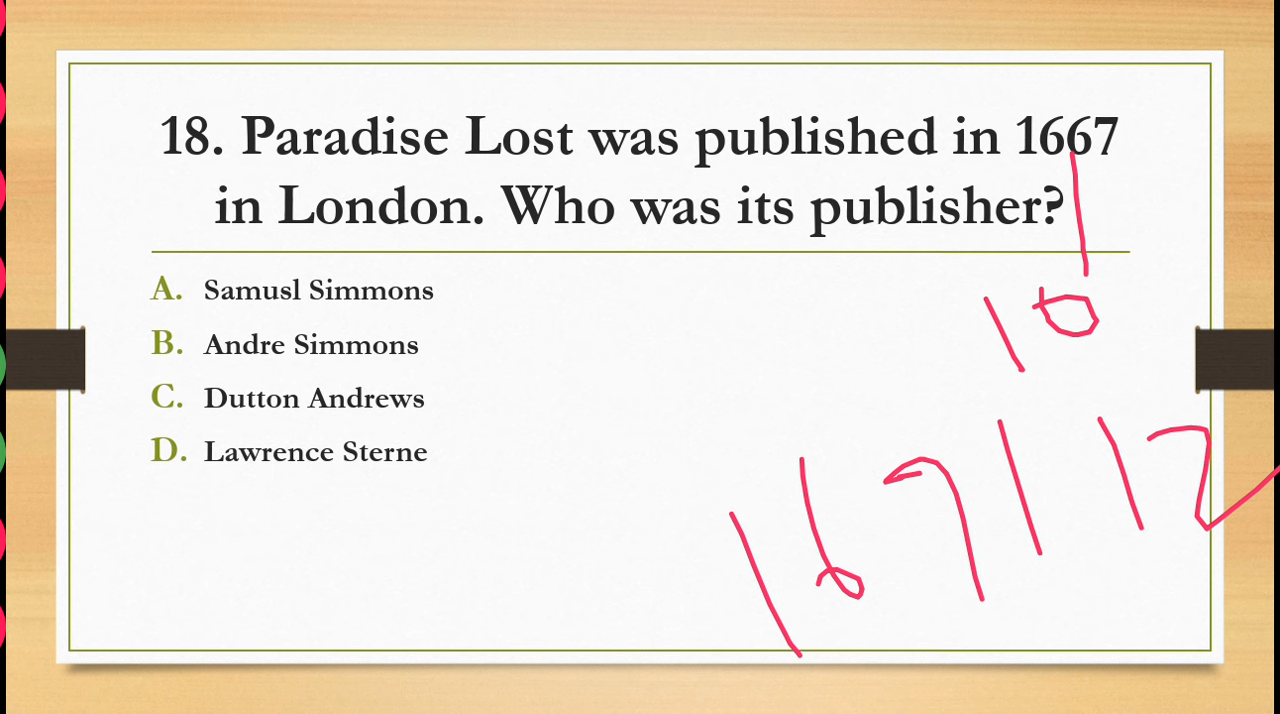 18. Paradise Lost was published in 1667
in London. Who was its publisher?
A. Samusl Simmons
B. Andre Simmons
C. Dutton Andrews
D. Lawrence Sterne
10
1671 12